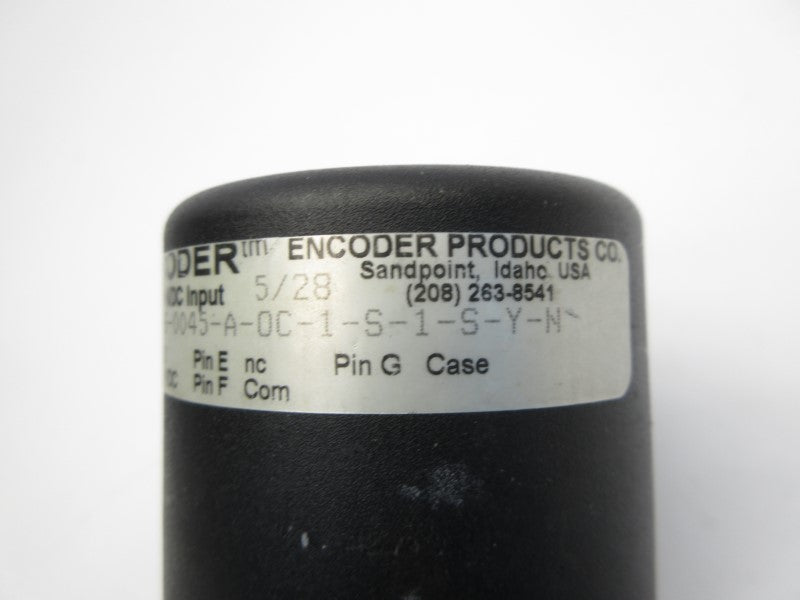 ODER™ ENCODER PRODUCTS CO.
Sandpoint, Idaho USA
VDC Input 5/28 (208) 263-8541
-0045-A-OC-1-S-1-S-Y-N
Pin E nc Pin G Case
DC Pin F Com